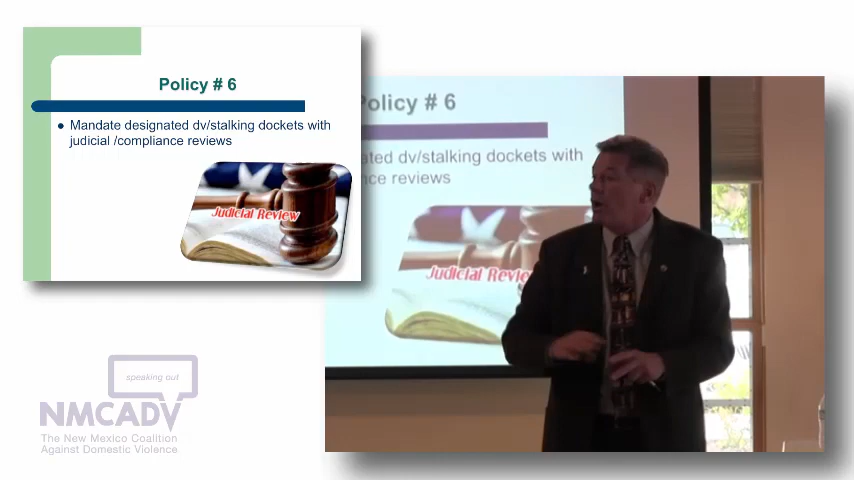 Policy # 6
Mandate designated dv/stalking dockets with
judicial /compliance reviews
Judicial Review
Policy # 6
ated dv/stalking dockets with
nce reviews
Judicial Revie
speaking out
NMCADV
The New Mexico Coalition
Against Domestic Violence